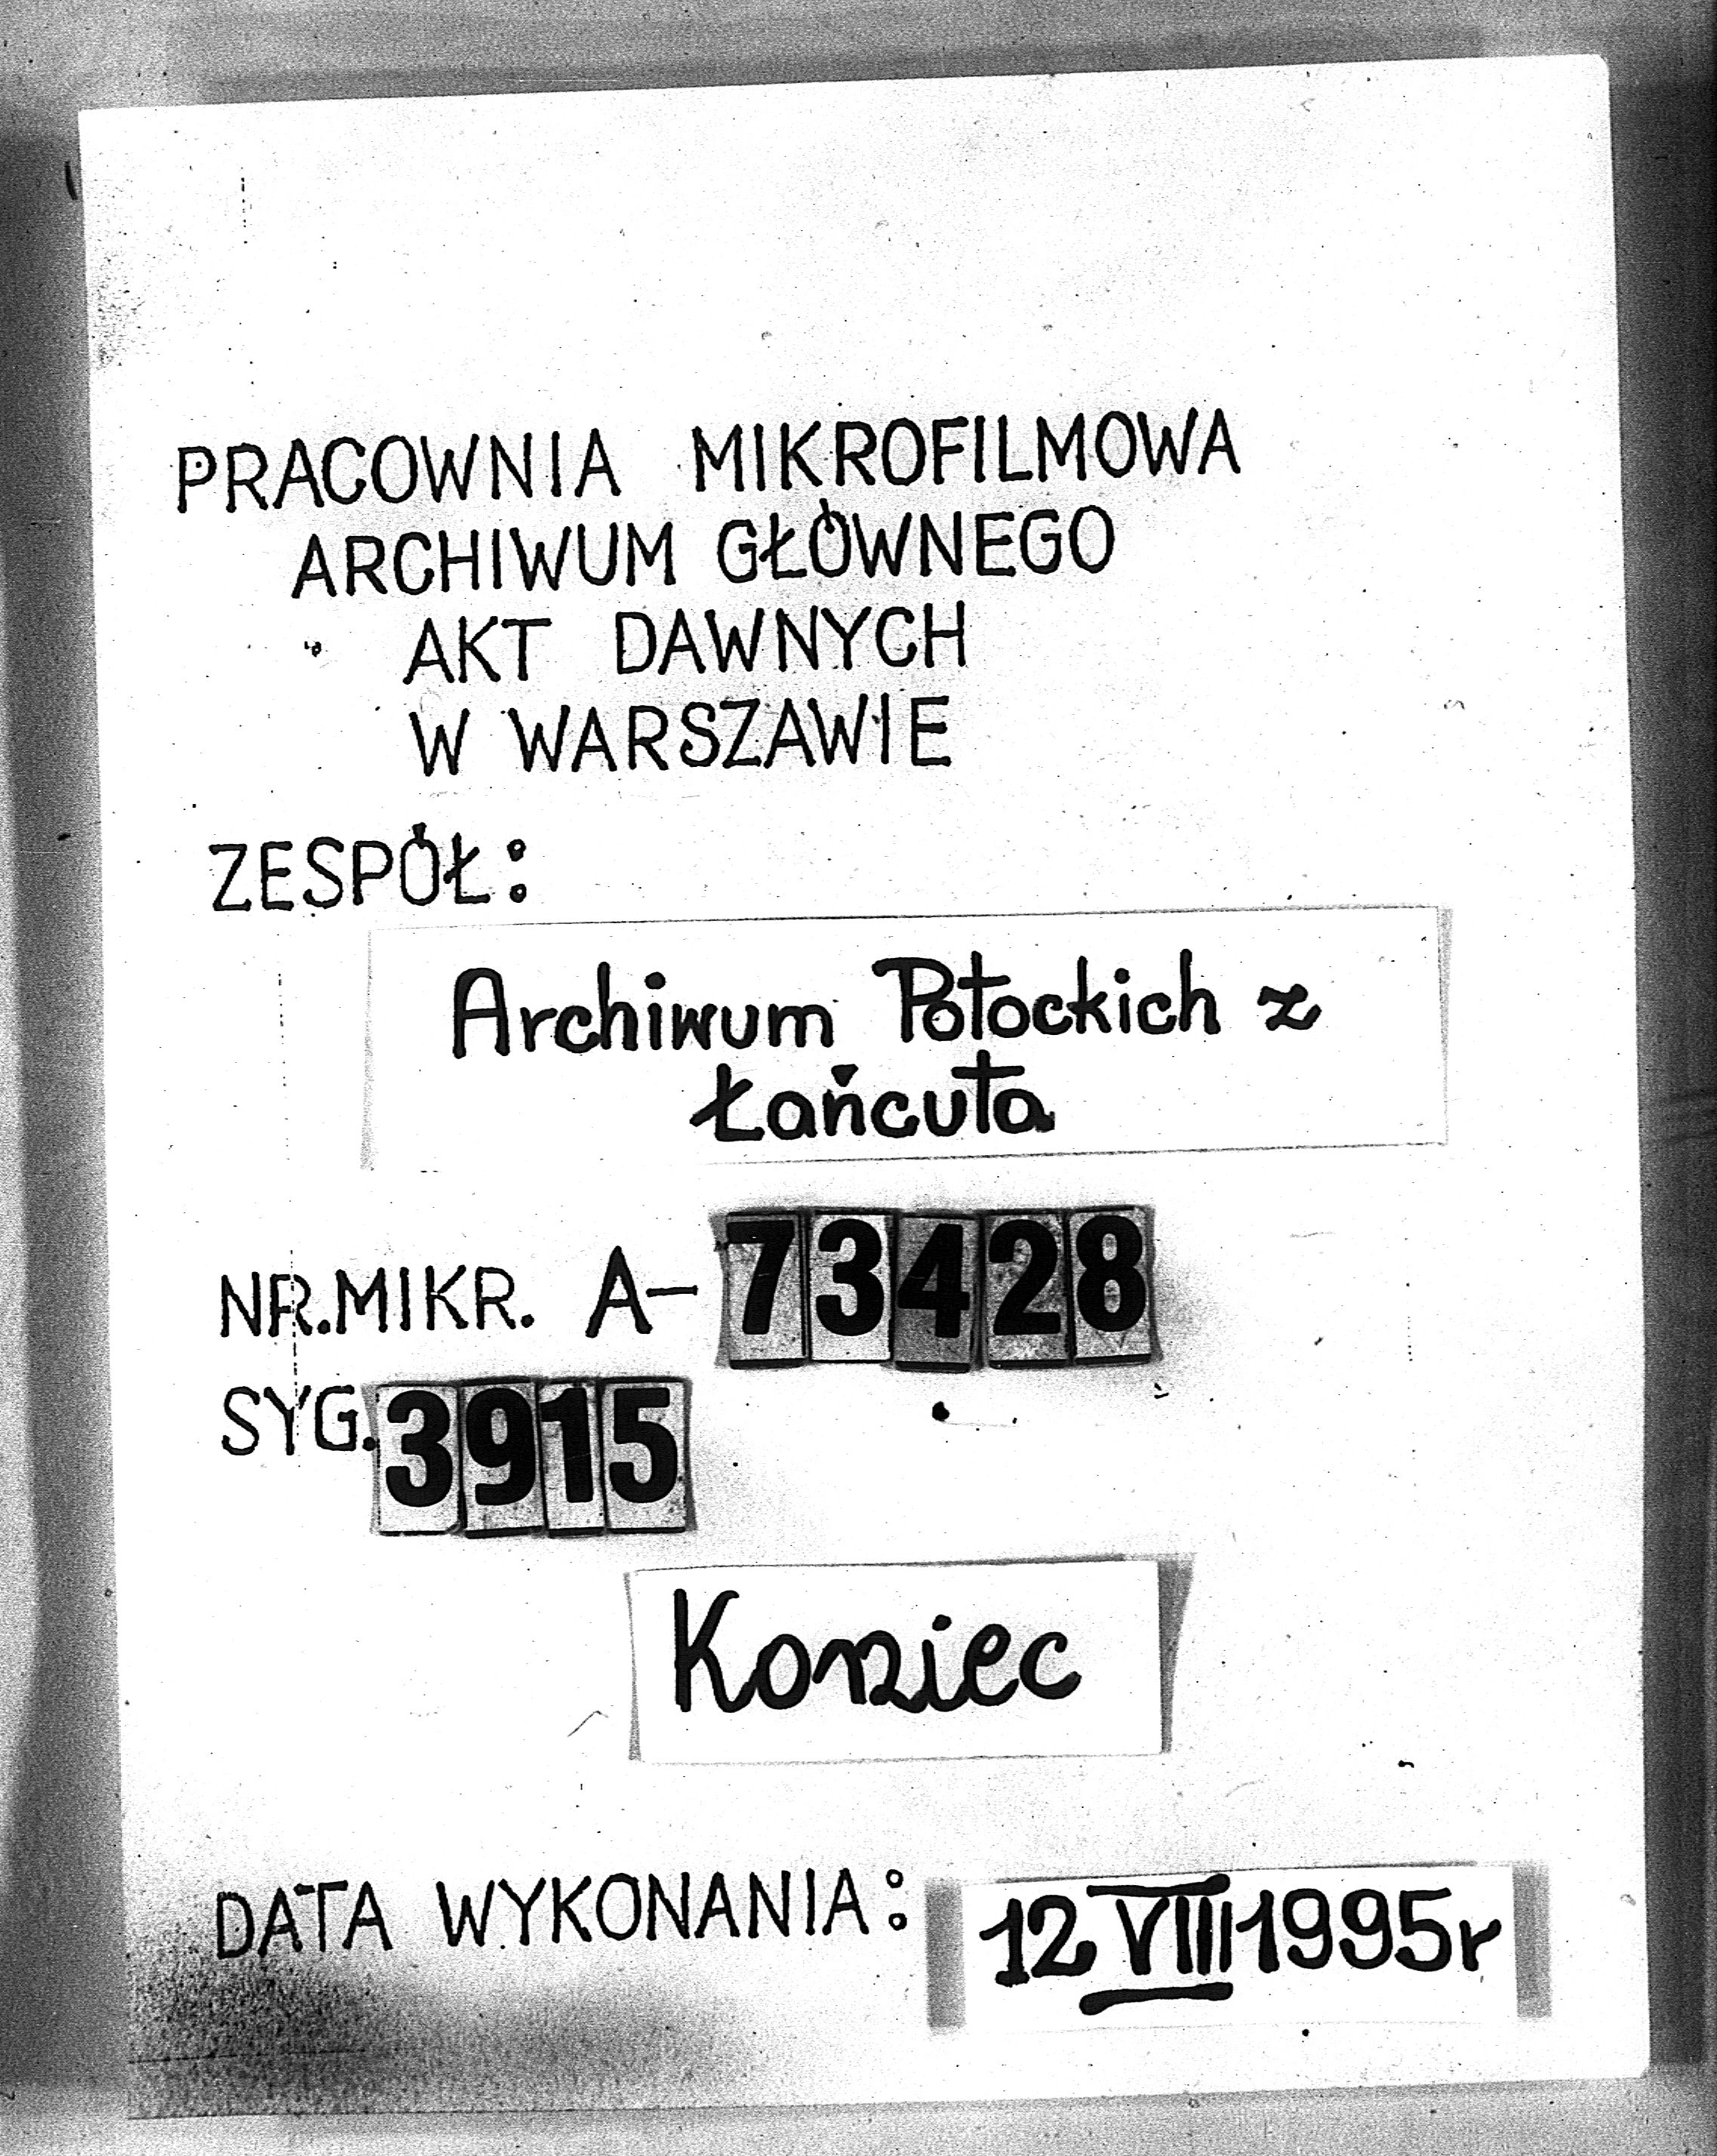 PRACOWNIA MIKROFILMOWA
ARCHIWUM GŁÓWNEGO
AKT DAWNYCH
W WARSZAWIE
ZESPÓŁ:
Archiwum Potockich z
Łańcuta
NR.MIKR. A-73428
SYG.3915
Koniec
DATA WYKONANIA: 12 VIII 1995r